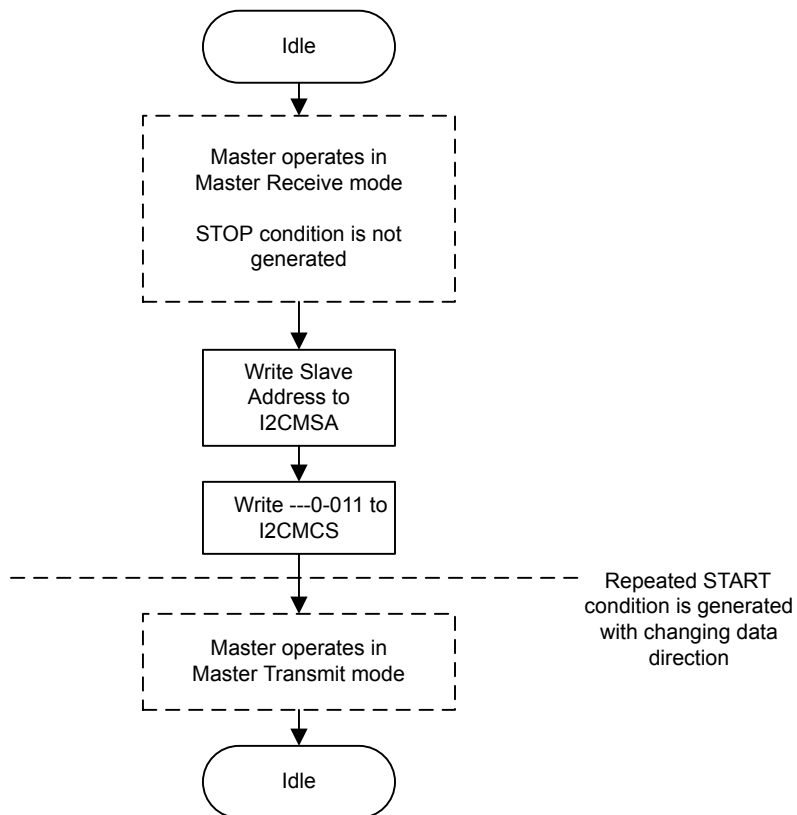 Idle
Master operates in
Master Receive mode
STOP condition is not
generated
Write Slave
Address to
I2CMSA
Write ---0-011 to
I2CMCS
Repeated START
condition is generated
with changing data
direction
Master operates in
Master Transmit mode
Idle